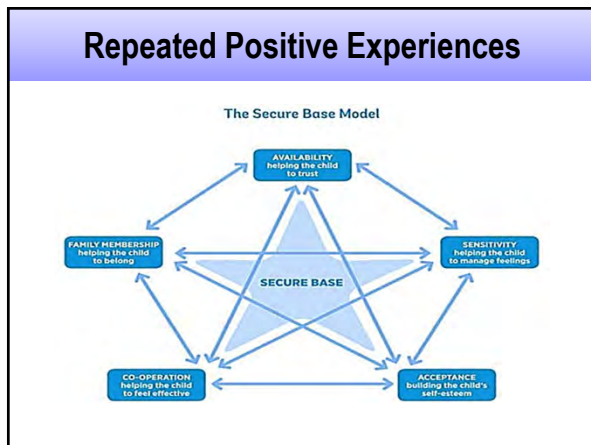 Repeated Positive Experiences
The Secure Base Model
AVAILABILITY
helping the child
to trust
FAMILY MEMBERSHIP
helping the child
to belong
SENSITIVITY
helping the child
to manage feelings
SECURE BASE
CO-OPERATION
helping the child
to feel effective
ACCEPTANCE
building the child's
self-esteem